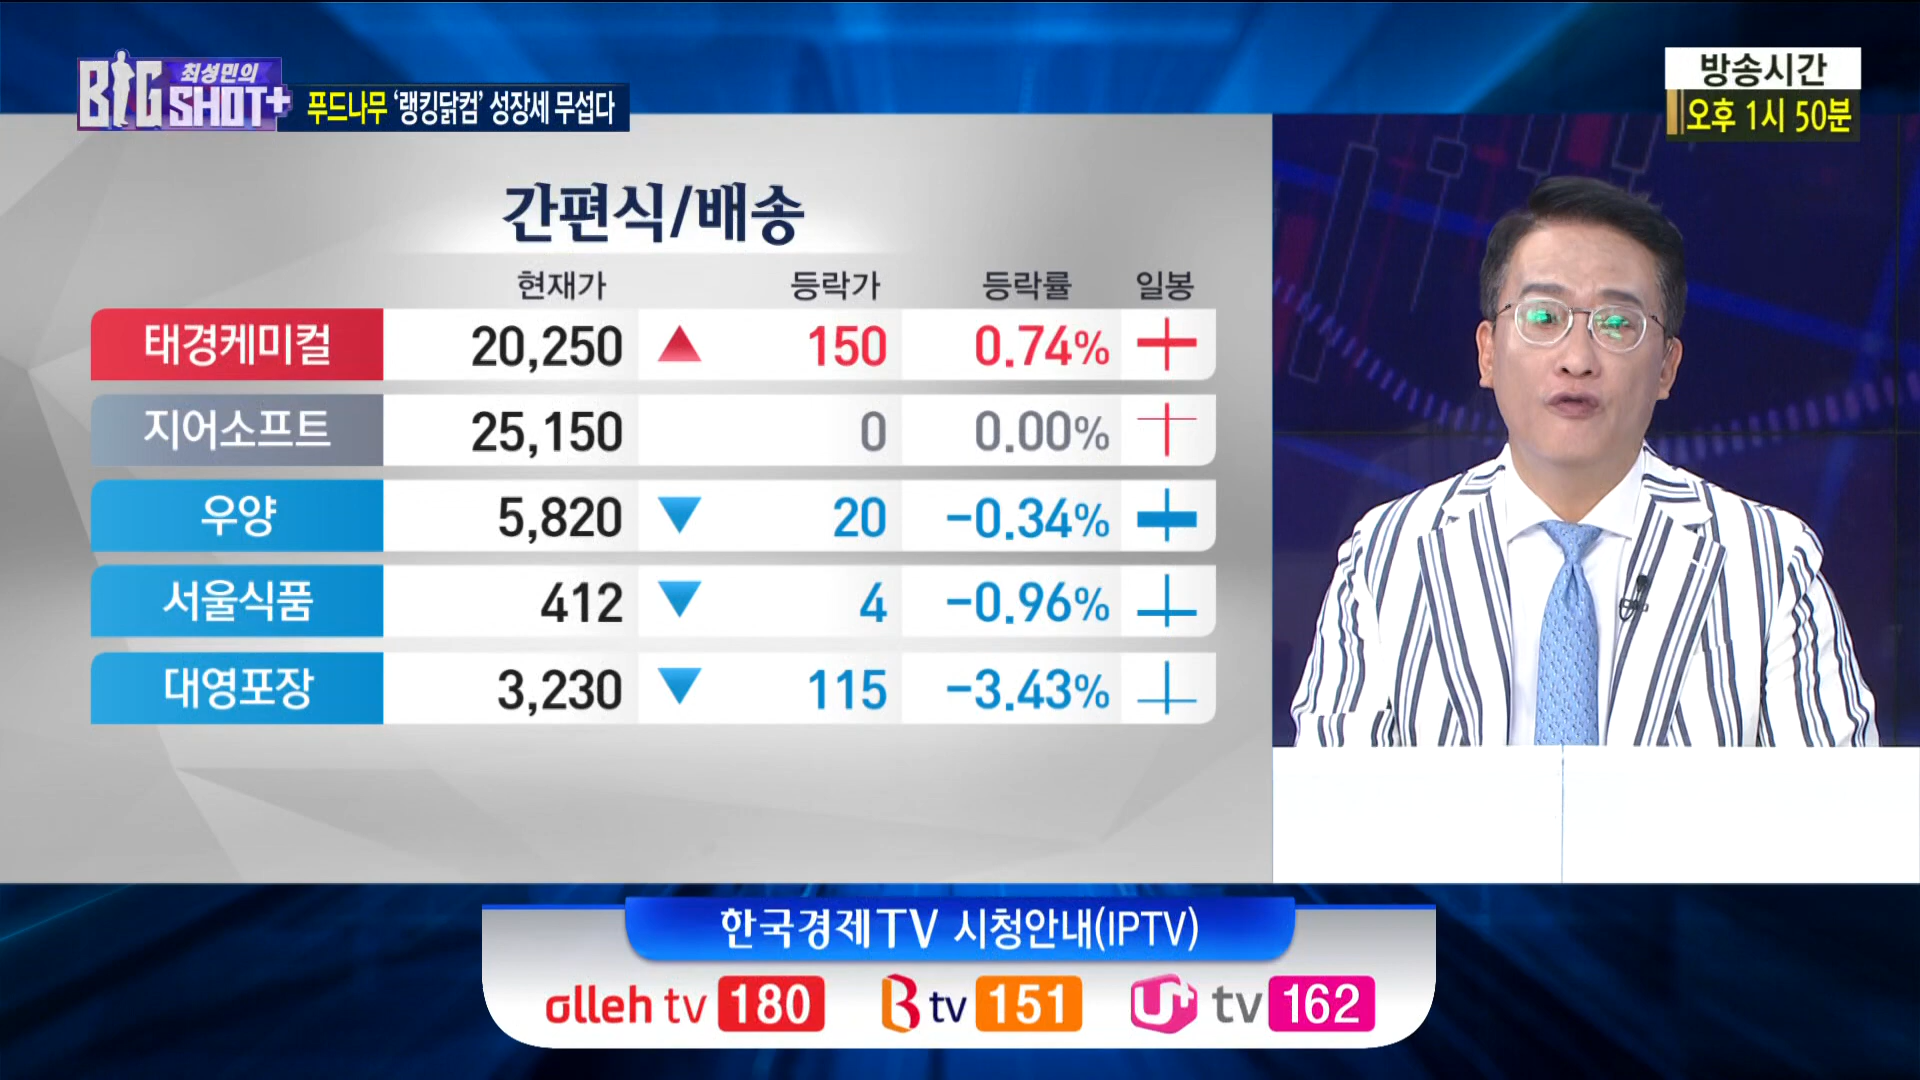 BIG 최성민의 SHOT+
푸드나무 ‘랭킹닭컴’ 성장세 무섭다
방송시간
오후 1시 50분
간편식/배송
현재가 등락가 등락률 일봉
태경케미컬 20,250 ▲ 150 0.74%
지어소프트 25,150 0 0.00%
우양 5,820 ▼ 20 -0.34%
서울식품 412 ▼ 4 -0.96%
대영포장 3,230 ▼ 115 -3.43%
한국경제TV 시청안내(IPTV)
olleh tv 180 B tv 151 U+ tv 162